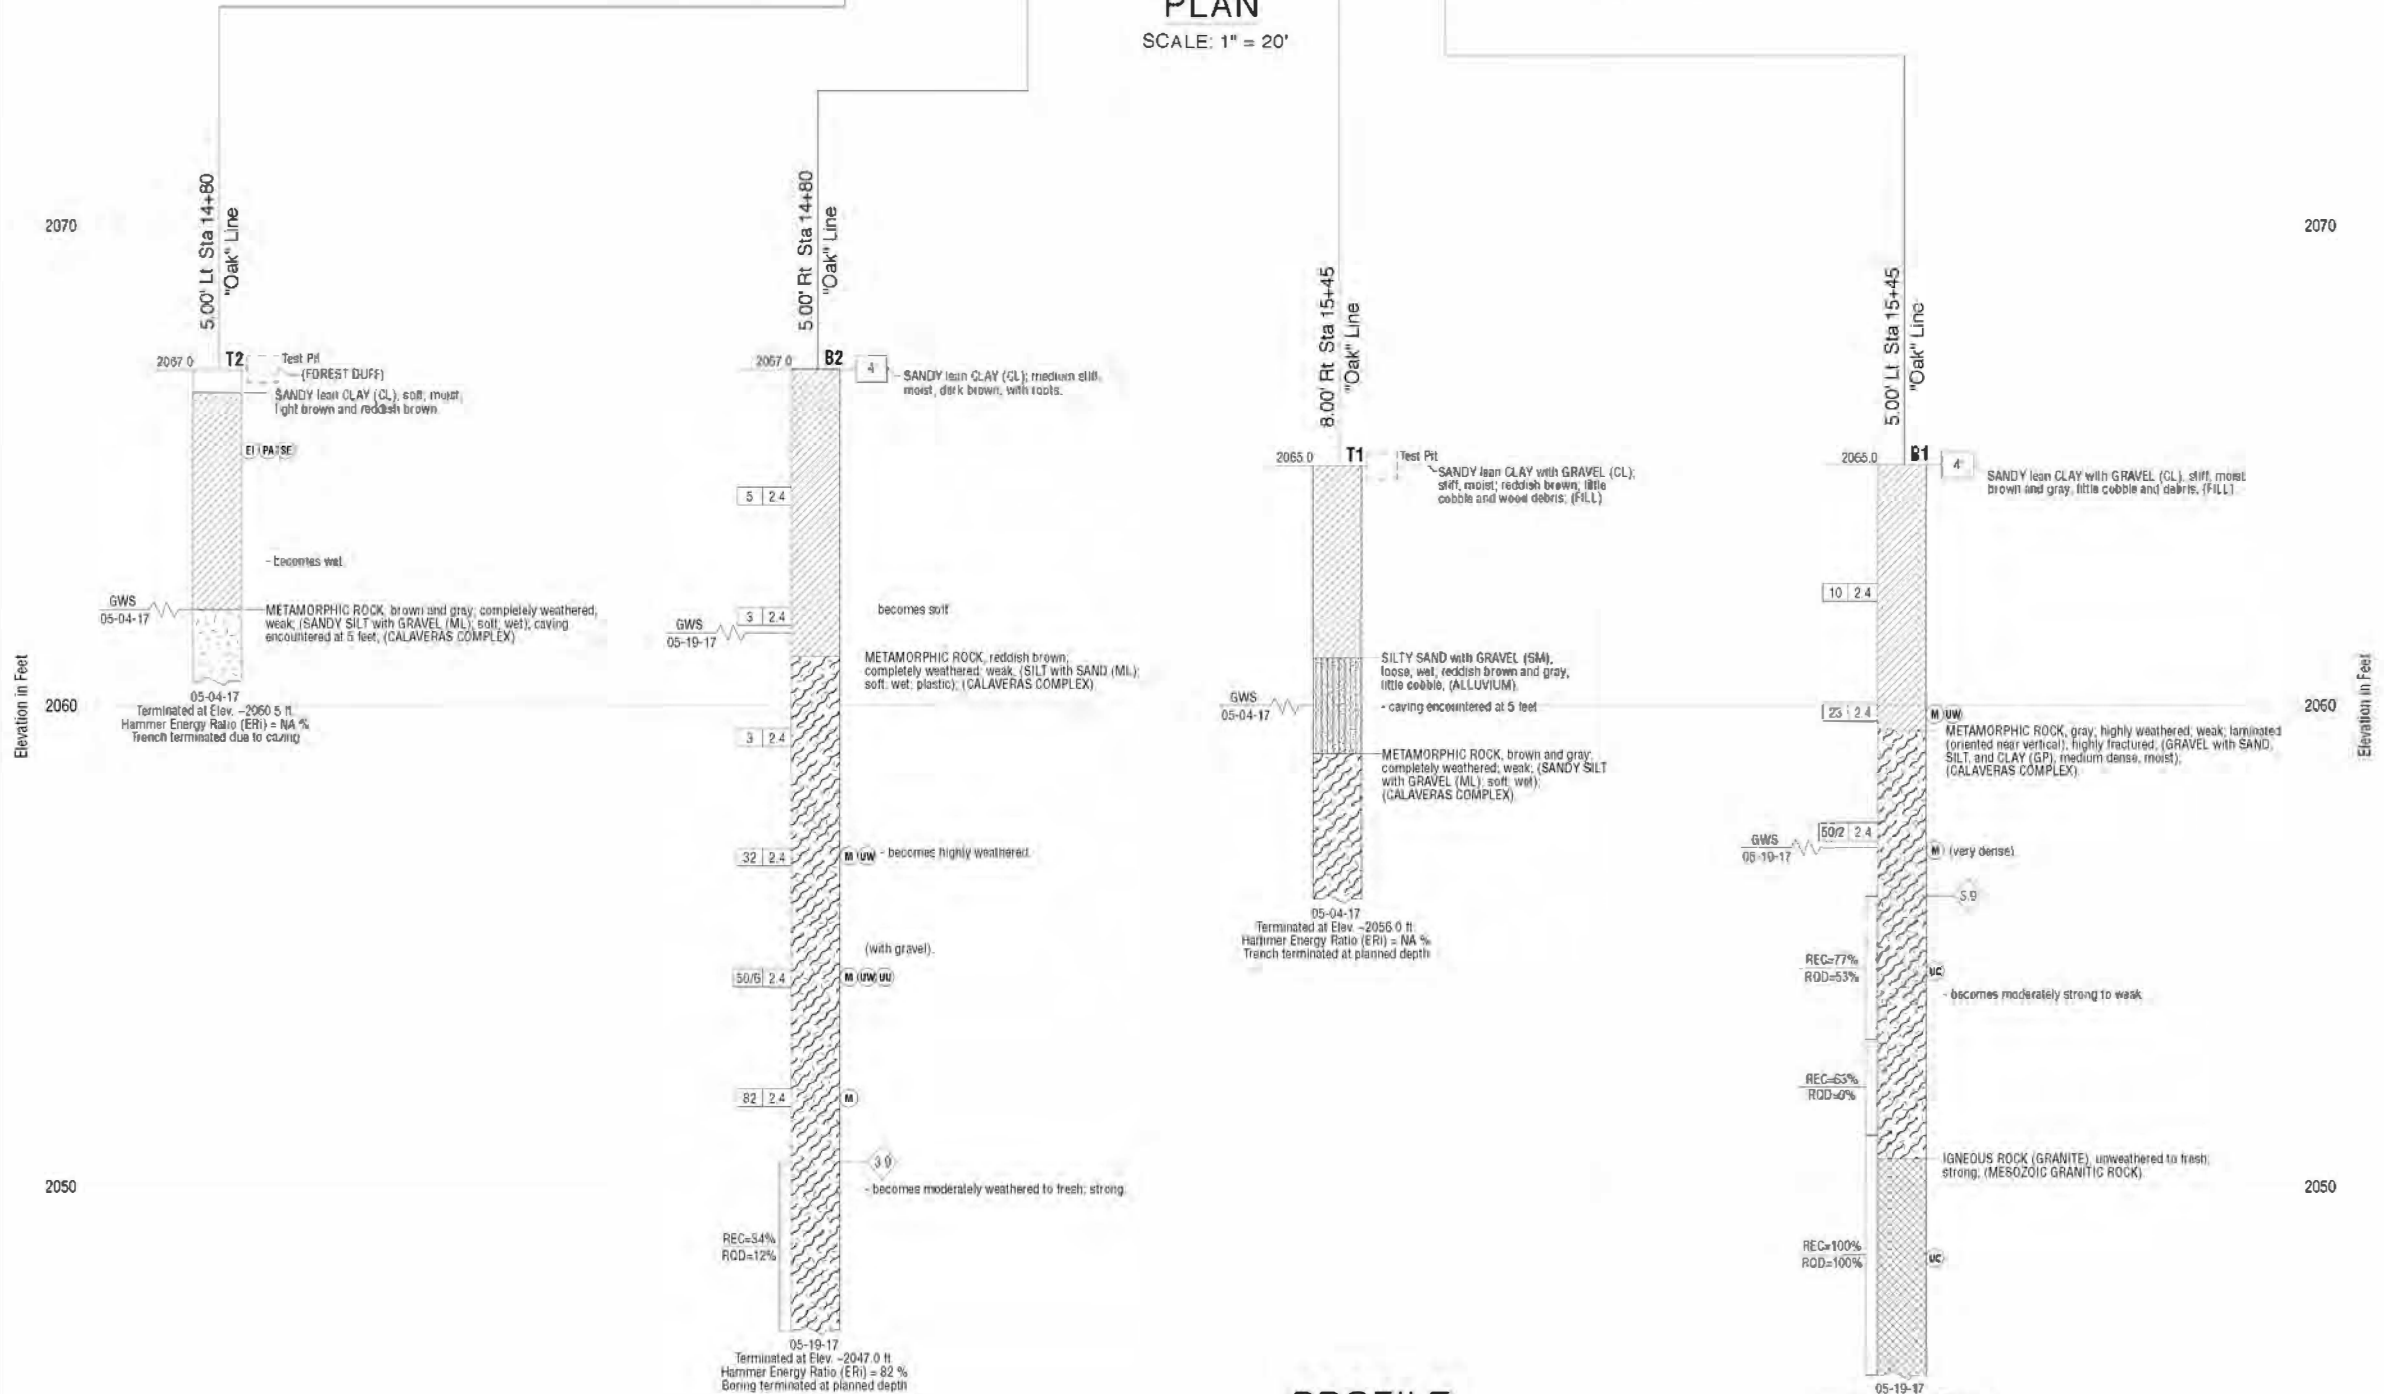 PLAN
SCALE: 1" = 20'
2070
2070
5.00' Lt Sta 14+80
"Oak" Line
2067.0
T2
Test Pit
(FOREST DUFF)
SANDY lean CLAY (CL), soft; moist,
light brown and reddish brown
EI PA SE
- becomes wet
GWS
05-04-17
METAMORPHIC ROCK, brown and gray; completely weathered,
weak; (SANDY SILT with GRAVEL (ML); soft; wet), caving
encountered at 5 feet, (CALAVERAS COMPLEX)
05-04-17
Terminated at Elev. ~2060.5 ft.
Hammer Energy Ratio (ERi) = NA %
Trench terminated due to caving
5.00' Rt Sta 14+80
"Oak" Line
2067.0
B2
4"
SANDY lean CLAY (CL); medium stiff,
moist, dark brown, with roots.
5 2.4
3 2.4
becomes soft
GWS
05-19-17
METAMORPHIC ROCK, reddish brown;
completely weathered; weak, (SILT with SAND (ML);
soft; wet; plastic); (CALAVERAS COMPLEX)
3 2.4
32 2.4
M UW
- becomes highly weathered.
(with gravel).
50/6 2.4
M UW UU
82 2.4
M
3.9
- becomes moderately weathered to fresh; strong.
REC=34%
RQD=12%
05-19-17
Terminated at Elev. ~2047.0 ft.
Hammer Energy Ratio (ERi) = 82 %
Boring terminated at planned depth
8.00' Rt Sta 15+45
"Oak" Line
2065.0
T1
Test Pit
SANDY lean CLAY with GRAVEL (CL);
stiff, moist; reddish brown; little
cobble and wood debris; (FILL)
SILTY SAND with GRAVEL (SM),
loose, wet, reddish brown and gray,
little cobble, (ALLUVIUM)
GWS
05-04-17
- caving encountered at 5 feet
METAMORPHIC ROCK, brown and gray;
completely weathered; weak; (SANDY SILT
with GRAVEL (ML); soft; wet);
(CALAVERAS COMPLEX)
05-04-17
Terminated at Elev. ~2056.0 ft.
Hammer Energy Ratio (ERi) = NA %
Trench terminated at planned depth
5.00' Lt Sta 15+45
"Oak" Line
2065.0
B1
4"
SANDY lean CLAY with GRAVEL (CL), stiff, moist
brown and gray, little cobble and debris, (FILL)
10 2.4
23 2.4
M UW
METAMORPHIC ROCK, gray; highly weathered; weak; laminated
(oriented near vertical), highly fractured; (GRAVEL with SAND,
SILT, and CLAY (GP), medium dense, moist);
(CALAVERAS COMPLEX)
50/2 2.4
GWS
M (very dense)
3.9
REC=77%
RQD=53%
UC
- becomes moderately strong to weak
REC=63%
RQD=0%
IGNEOUS ROCK (GRANITE), unweathered to fresh;
strong; (MESOZOIC GRANITIC ROCK)
REC=100%
RQD=100%
UC
05-19-17
Elevation in Feet
2060
2050
2060
2050
Elevation in Feet
PROFILE